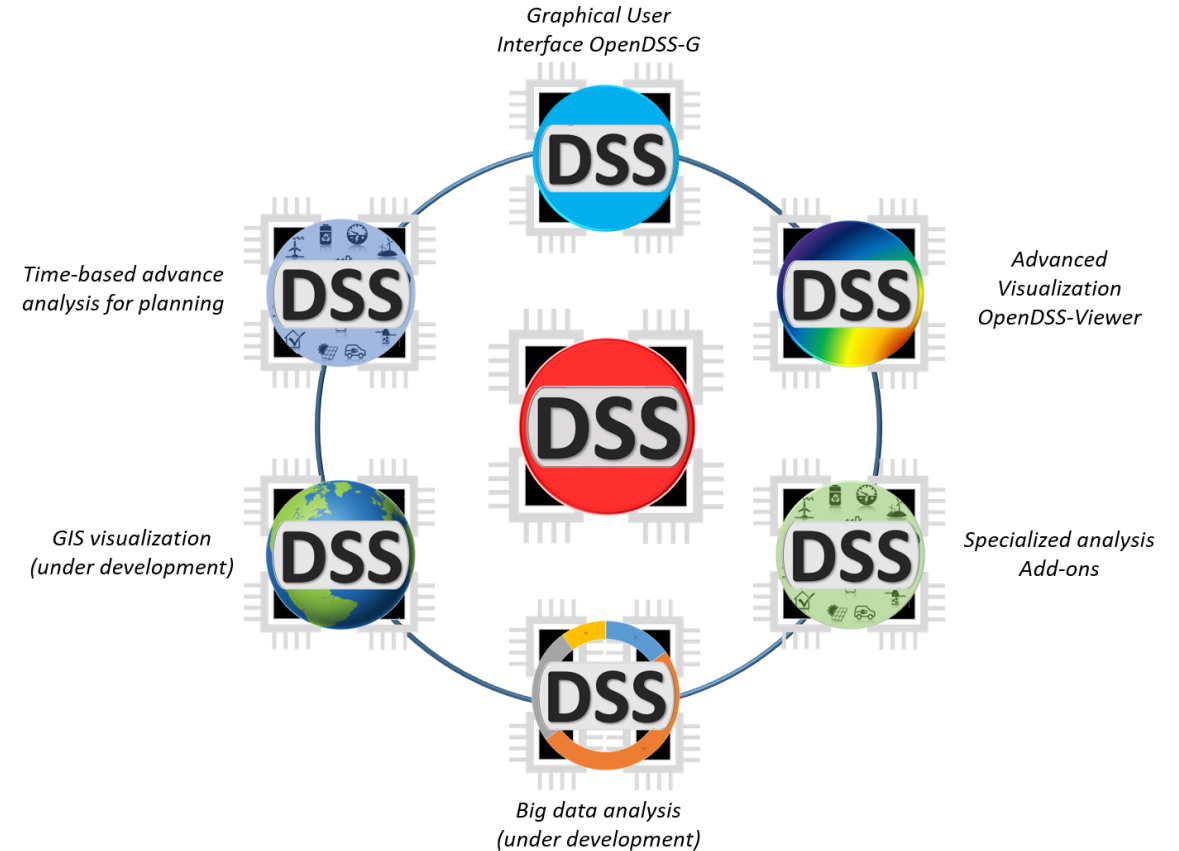 Graphical User
Interface OpenDSS-G
DSS
Time-based advance
analysis for planning
DSS
DSS
Advanced
Visualization
OpenDSS-Viewer
DSS
GIS visualization
(under development)
DSS
DSS
Specialized analysis
Add-ons
DSS
Big data analysis
(under development)